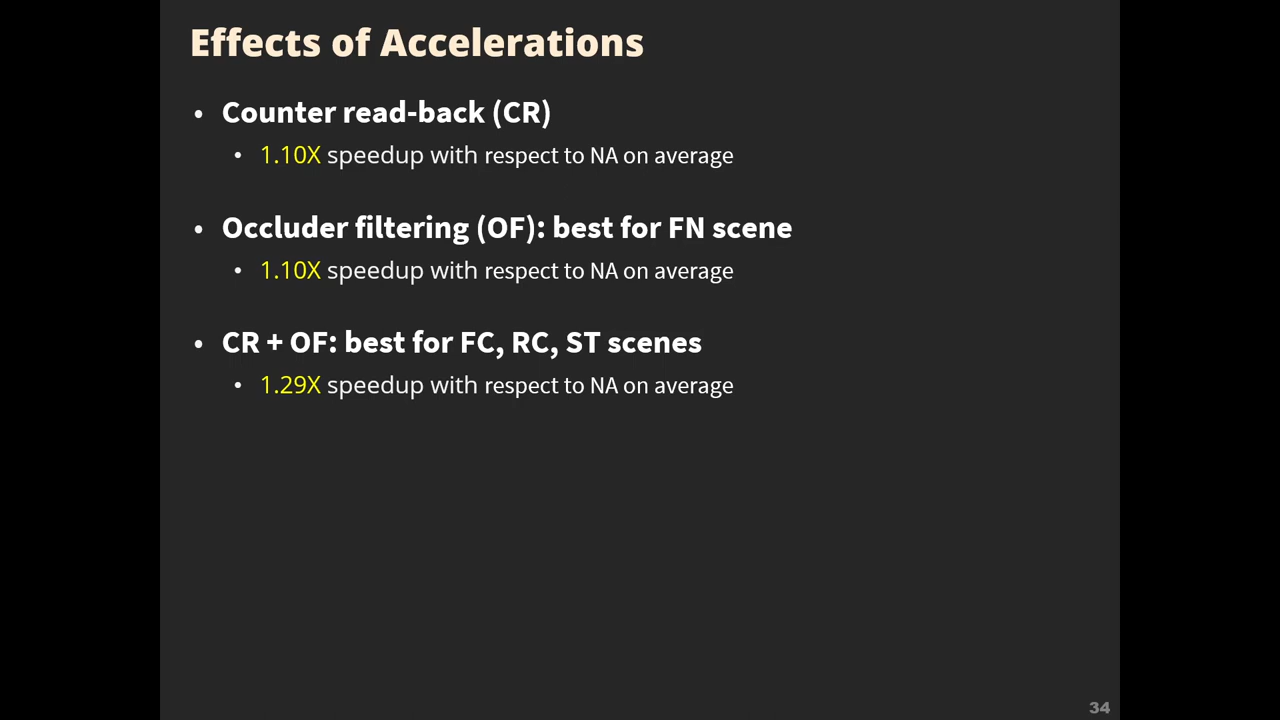 Effects of Accelerations
• Counter read-back (CR)
• 1.10X speedup with respect to NA on average
• Occluder filtering (OF): best for FN scene
• 1.10X speedup with respect to NA on average
• CR + OF: best for FC, RC, ST scenes
• 1.29X speedup with respect to NA on average
34